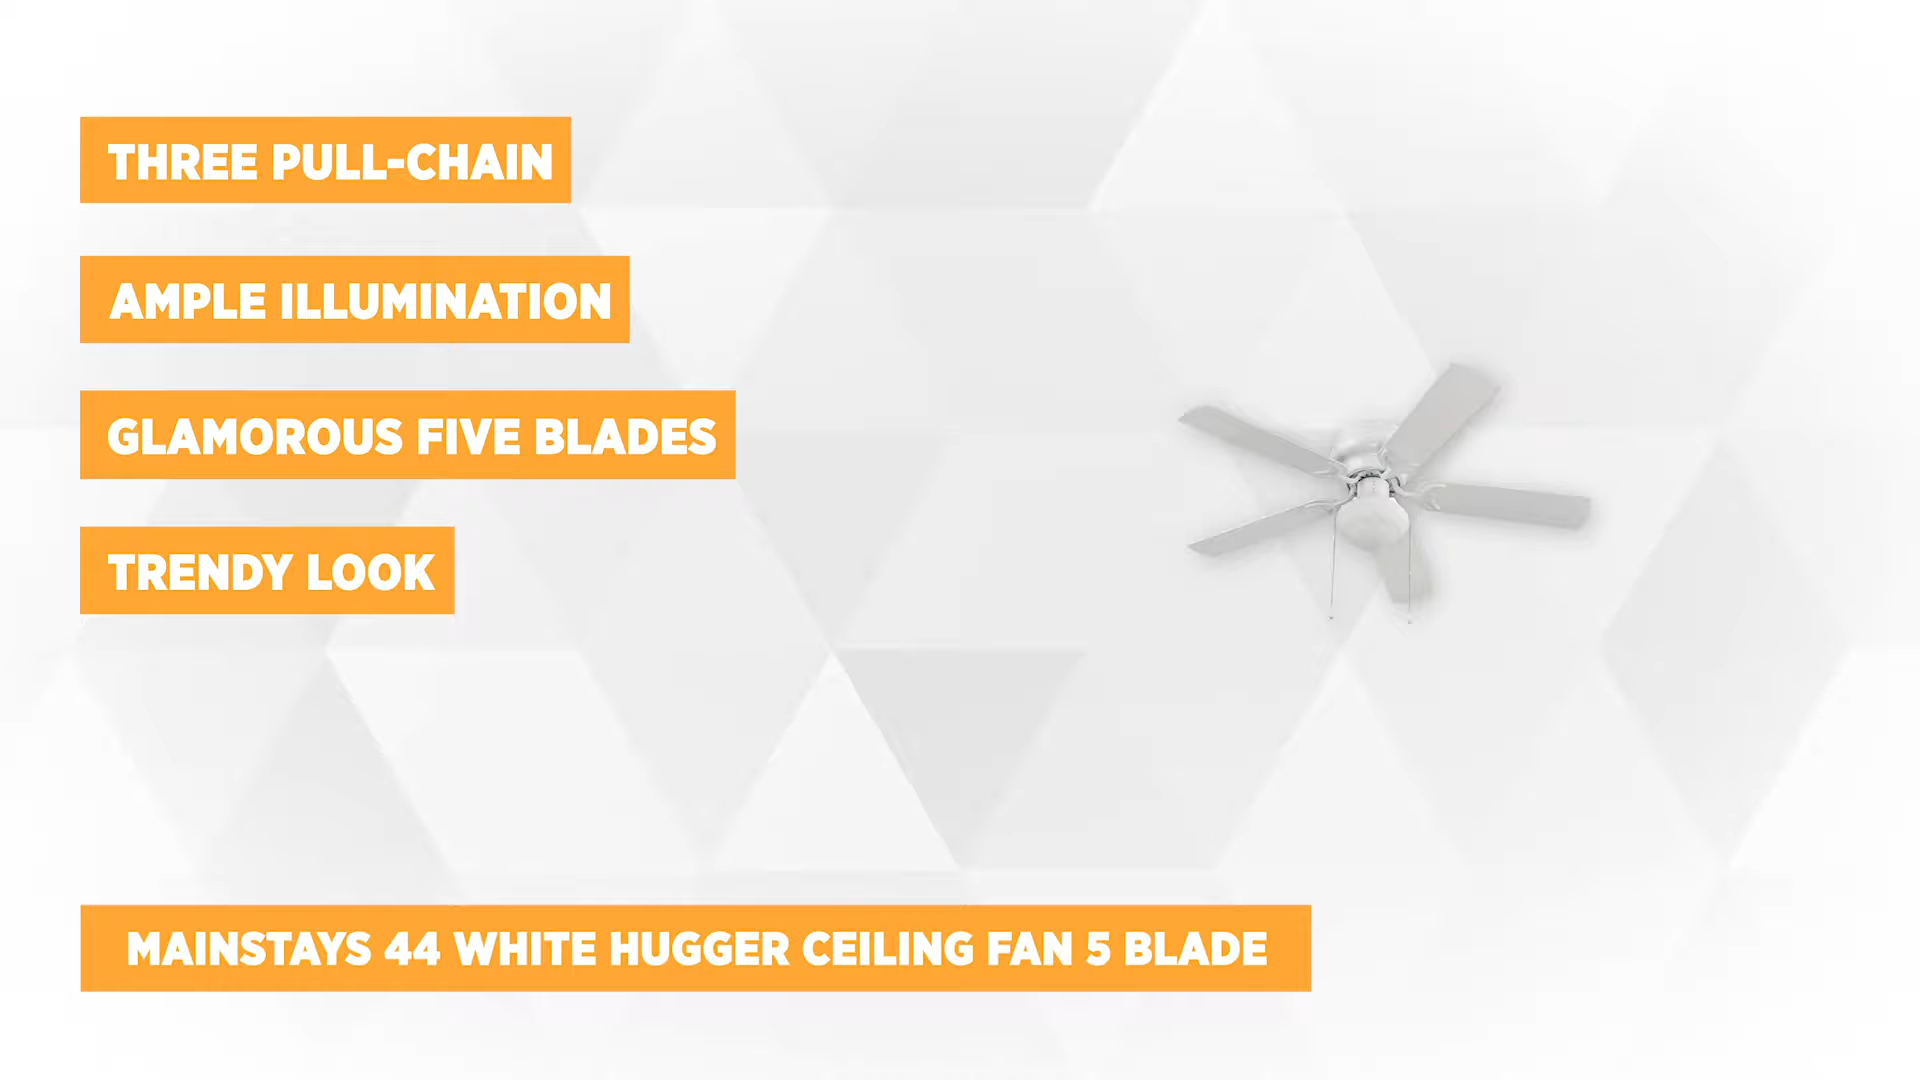 THREE PULL-CHAIN
AMPLE ILLUMINATION
GLAMOROUS FIVE BLADES
TRENDY LOOK
MAINSTAYS 44 WHITE HUGGER CEILING FAN 5 BLADE